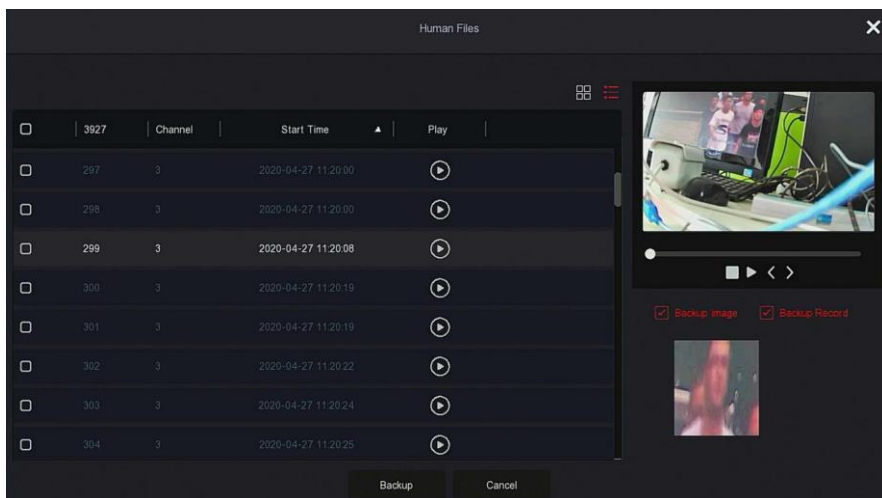 Human Files
3927 Channel Start Time Play
297 3 2020-04-27 11:20:00
298 3 2020-04-27 11:20:00
299 3 2020-04-27 11:20:08
300 3 2020-04-27 11:20:19
301 3 2020-04-27 11:20:19
302 3 2020-04-27 11:20:22
303 3 2020-04-27 11:20:24
304 3 2020-04-27 11:20:25
Backup image Backup Record
Backup Cancel